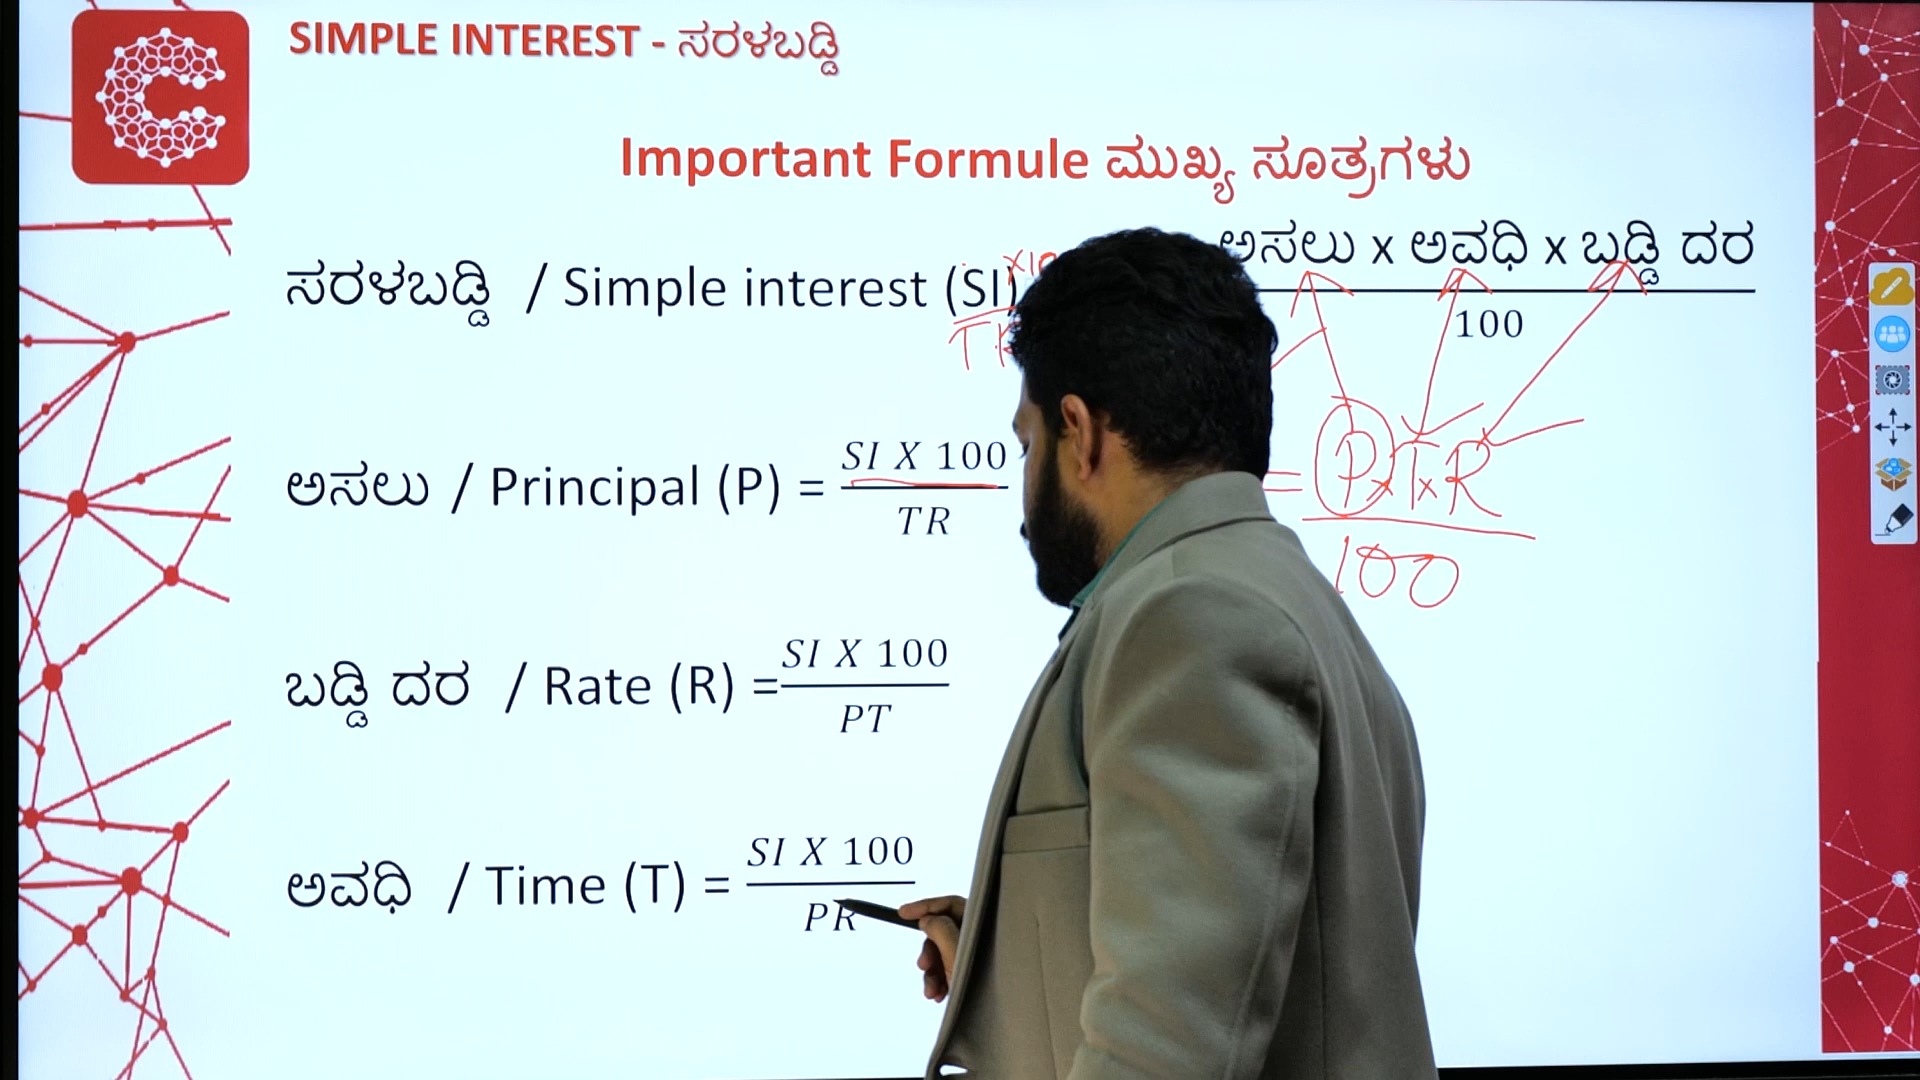 SIMPLE INTEREST - ಸರಳಬಡ್ಡಿ
Important Formule ಮುಖ್ಯ ಸೂತ್ರಗಳು
ಸರಳಬಡ್ಡಿ / Simple interest (SI) ಅಸಲು x ಅವಧಿ x ಬಡ್ಡಿ ದರ
100
ಅಸಲು / Principal (P) = SI X 100
TR
= P x T x R
100
ಬಡ್ಡಿ ದರ / Rate (R) = SI X 100
PT
ಅವಧಿ / Time (T) = SI X 100
PR